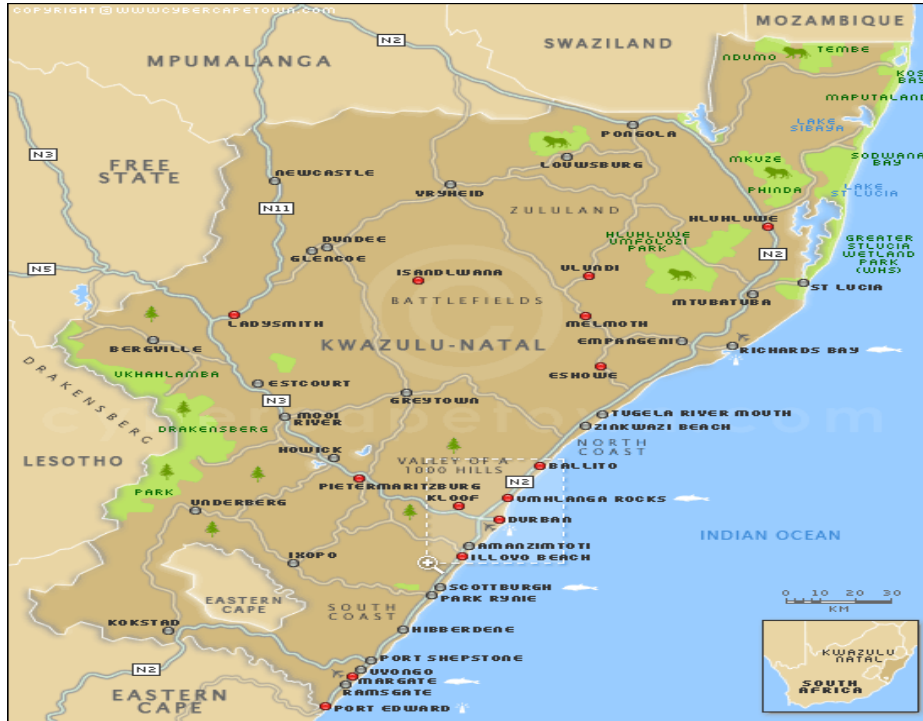 COPYRIGHT © WWW.CYBERCAPETOWN.COM
MOZAMBIQUE
N2
SWAZILAND
MPUMALANGA
TEMBE
NDUMO
KOSI
BAY
MAPUTALAND
LAKE
SIBAYA
PONGOLA
N3
FREE
STATE
LOUWSBURG
SODWANA
BAY
MKUZE
NEWCASTLE
VRYHEID
PHINDA
LAKE
ST LUCIA
N11
ZULULAND
HLUHLUWE
HLUHLUWE
UMFOLOZI
PARK
DUNDEE
GLENCOE
GREATER
ST LUCIA
WETLAND
PARK
(WHS)
N2
N5
ISANDLWANA
ULUNDI
ST LUCIA
BATTLEFIELDS
MTUBATUBA
LADYSMITH
MELMOTH
BERGVILLE
KWAZULU-NATAL
EMPANGENI
RICHARDS BAY
DRAKENSBERG
UKHAHLAMBA
ESHOWE
ESTCOURT
GREYTOWN
N3
MOOI
RIVER
TUGELA RIVER MOUTH
ZINKWAZI BEACH
DRAKENSBERG
NORTH
COAST
HOWICK
LESOTHO
VALLEY OF A
1000 HILLS
BALLITO
PIETERMARITZBURG
N2
PARK
KLOOF
UMHLANGA ROCKS
UNDERBERG
DURBAN
INDIAN OCEAN
AMANZIMTOTI
IXOPO
ILLOVO BEACH
SCOTTBURGH
PARK RYNIE
EASTERN
CAPE
0 10 20 30
KM
SOUTH
COAST
KOKSTAD
HIBBERDENE
KWAZULU
NATAL
PORT SHEPSTONE
N2
UVONGO
MARGATE
RAMSGATE
SOUTH
AFRICA
EASTERN
CAPE
PORT EDWARD